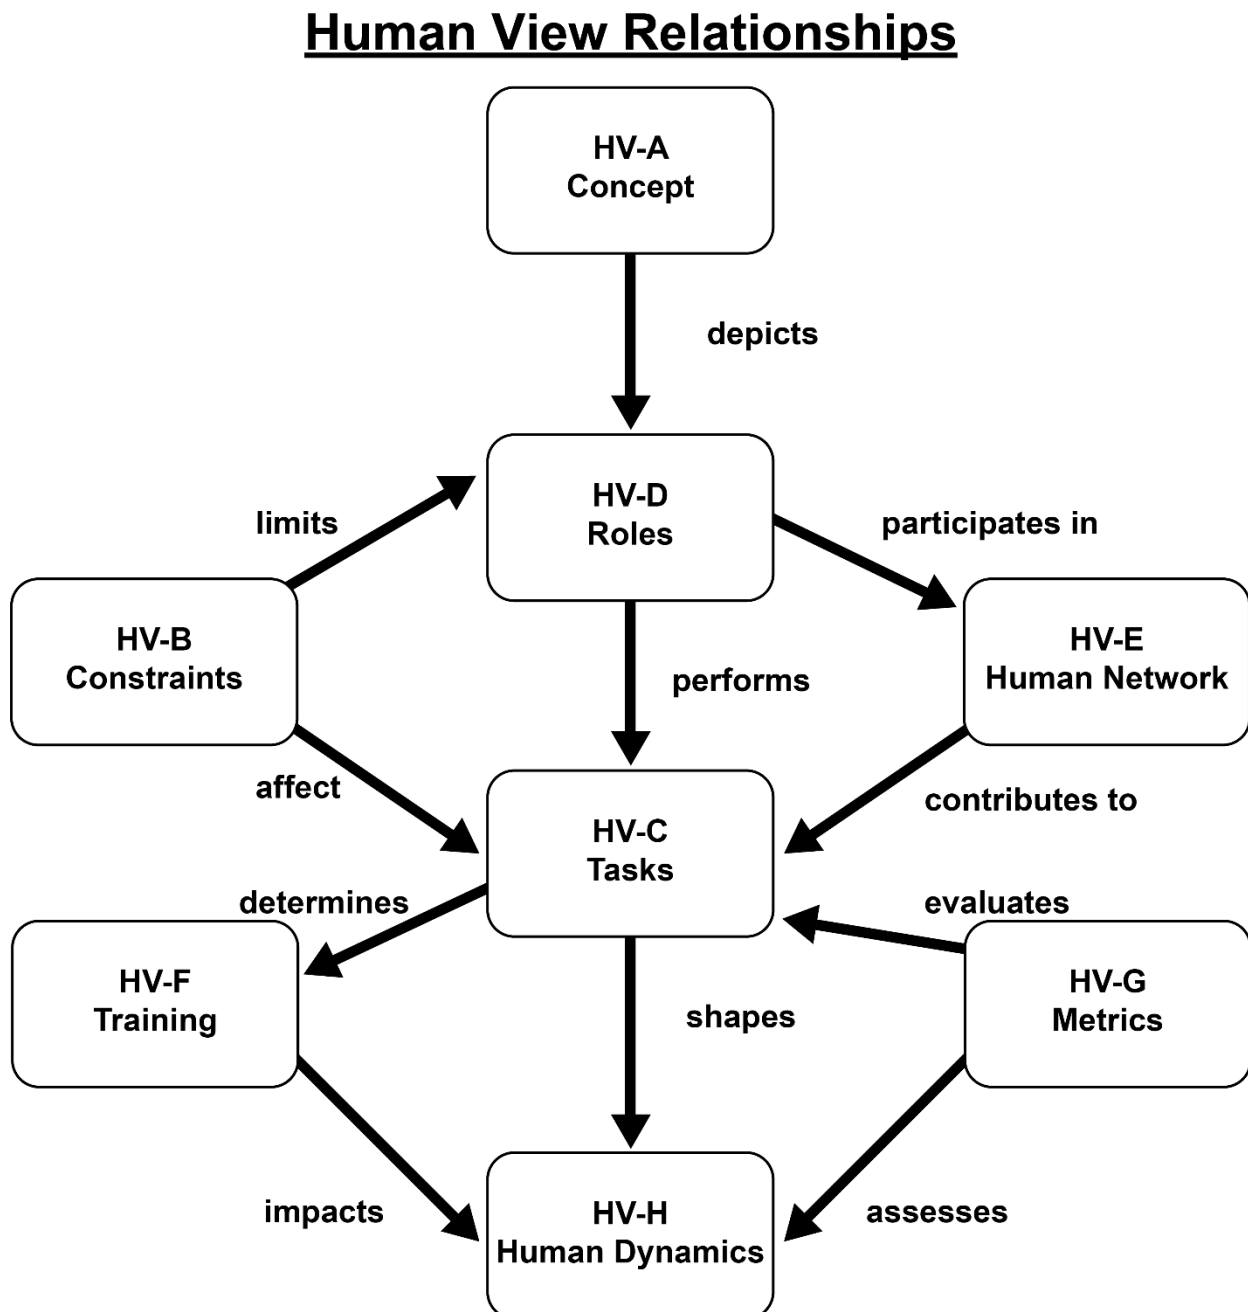 Human View Relationships
HV-A
Concept
depicts
HV-D
Roles
limits
participates in
HV-B
Constraints
HV-E
Human Network
performs
affect
contributes to
HV-C
Tasks
determines
evaluates
HV-F
Training
HV-G
Metrics
shapes
impacts
assesses
HV-H
Human Dynamics